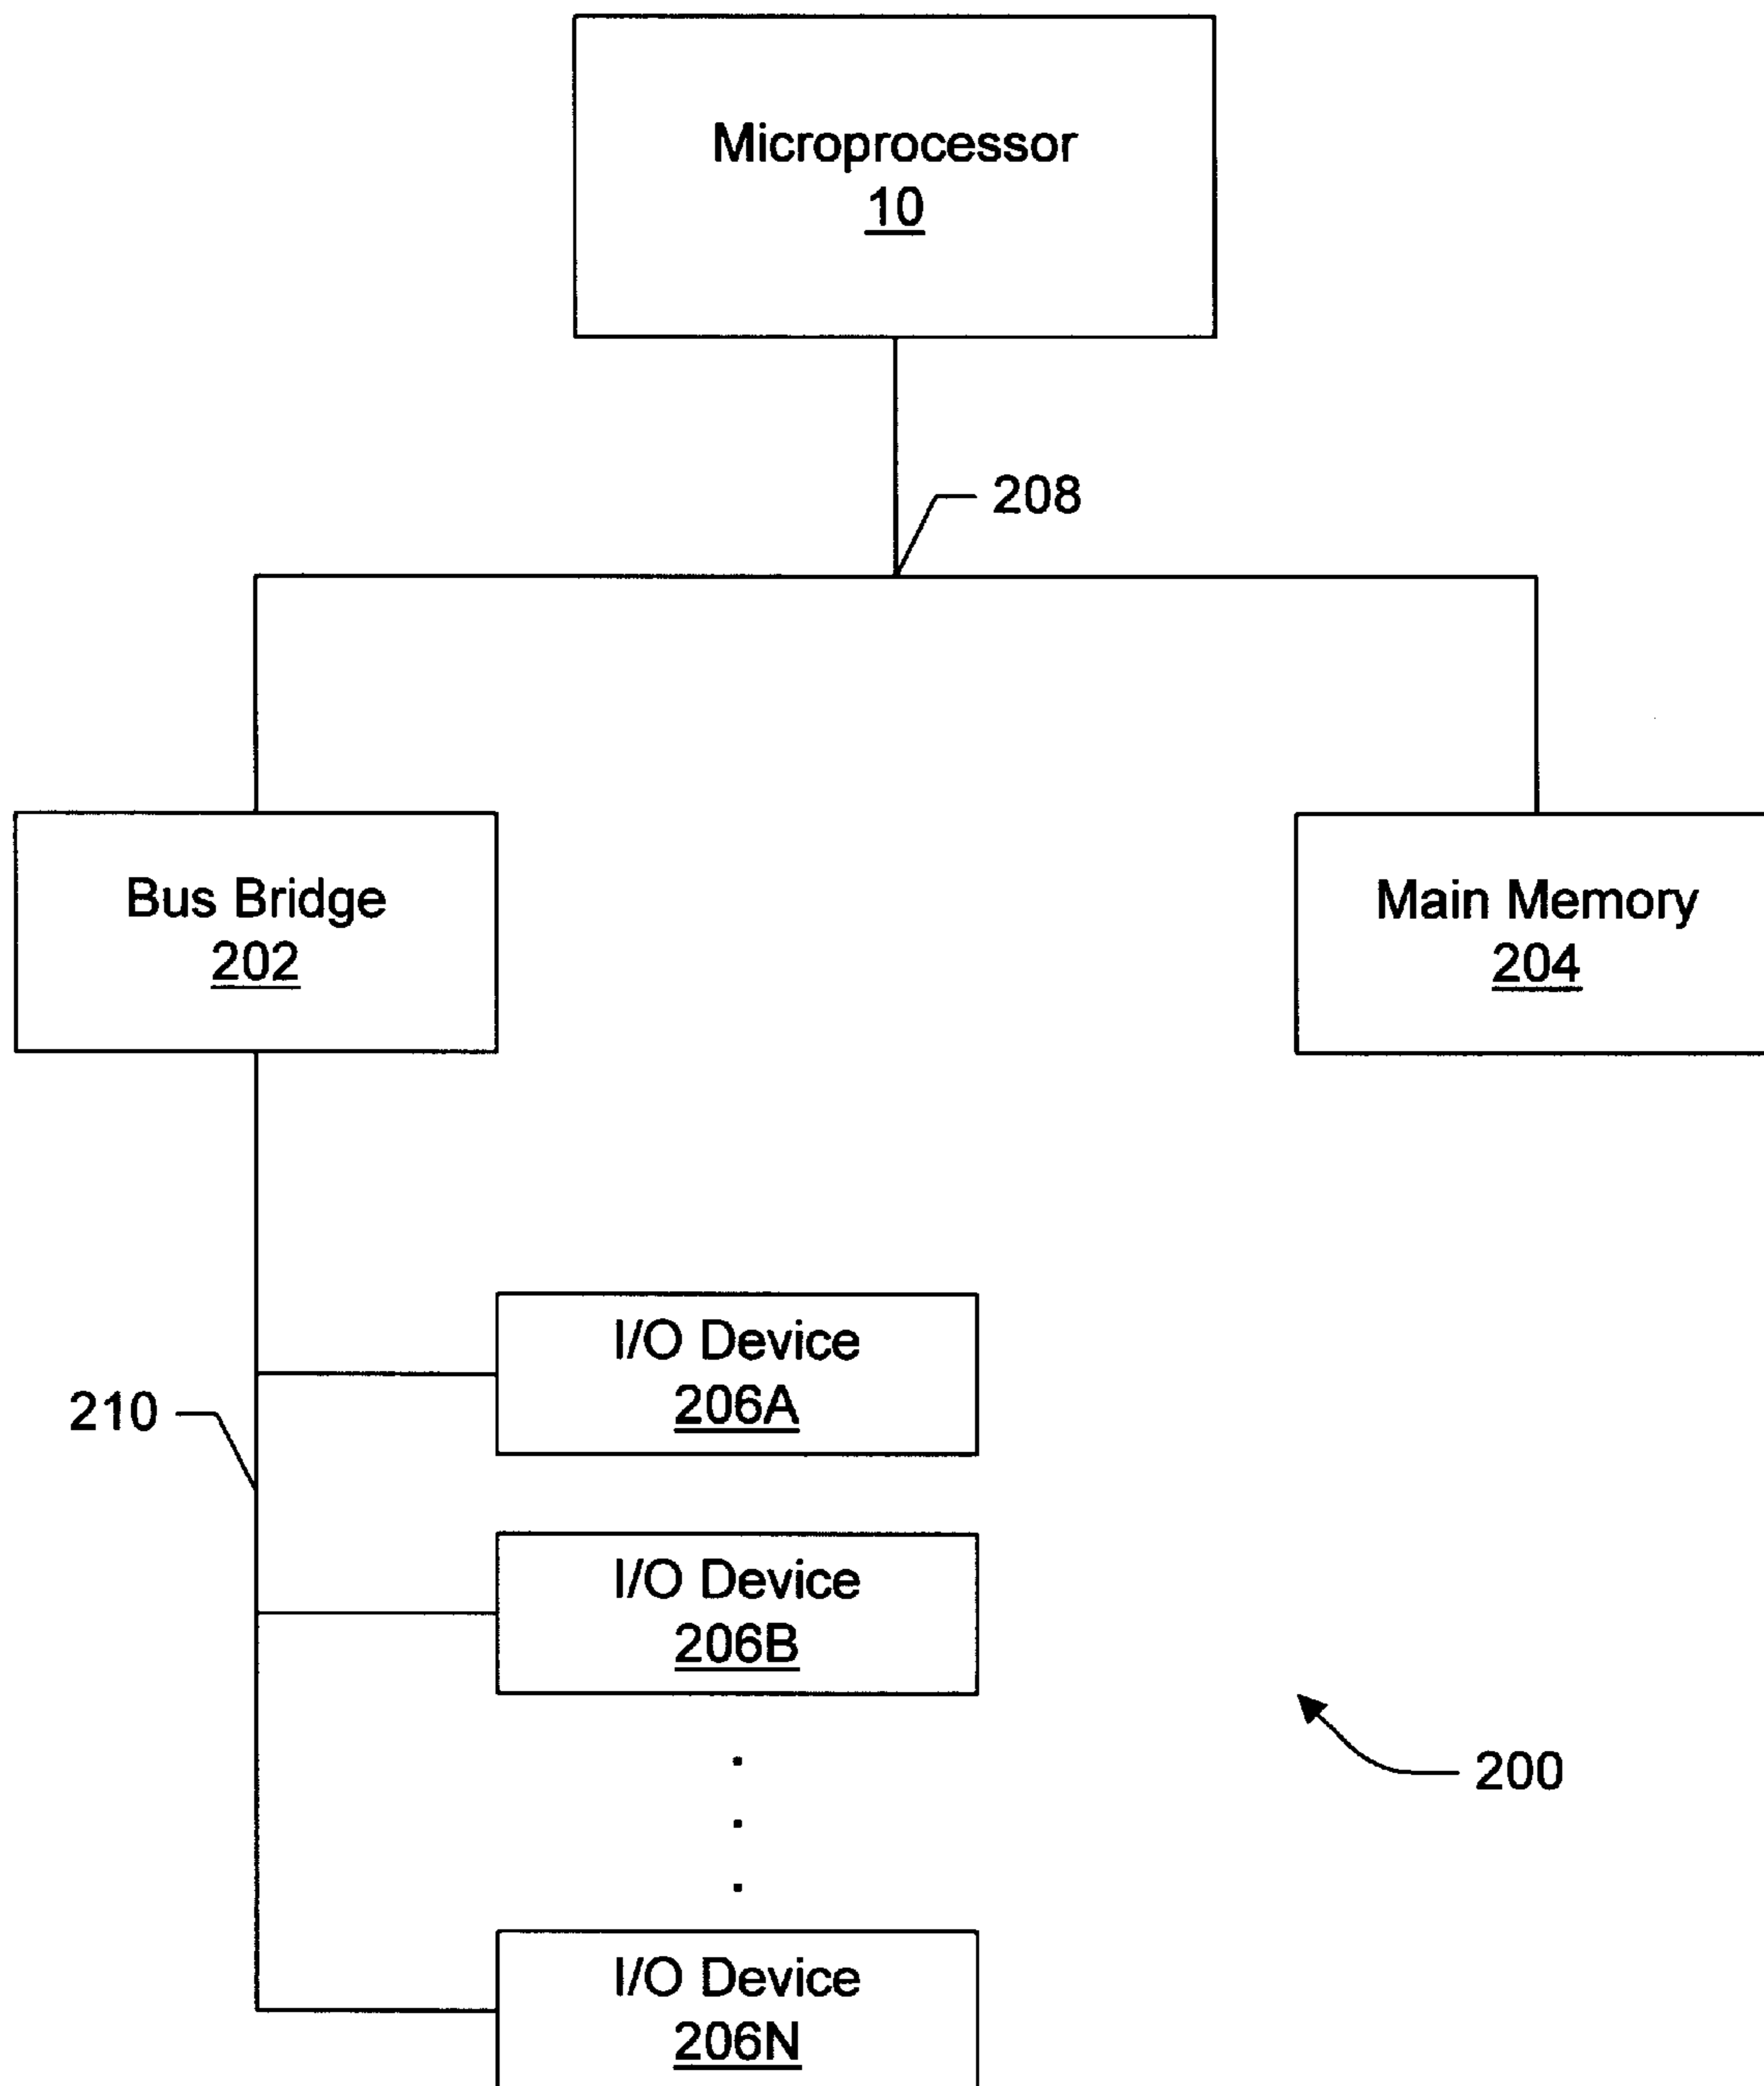 Microprocessor
10
208
Bus Bridge
202
Main Memory
204
I/O Device
206A
210
I/O Device
206B
200
I/O Device
206N